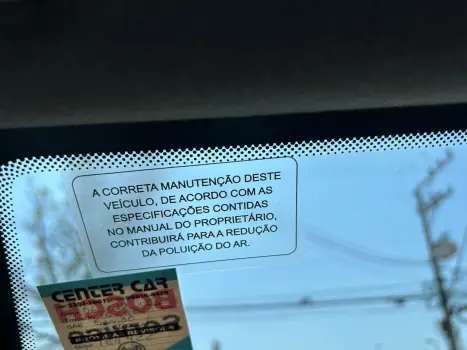 A CORRETA MANUTENÇÃO DESTE
VEÍCULO, DE ACORDO COM AS
ESPECIFICAÇÕES CONTIDAS
NO MANUAL DO PROPRIETÁRIO,
CONTRIBUIRÁ PARA A REDUÇÃO
DA POLUIÇÃO DO AR.
CENTER CAR
BOSCH